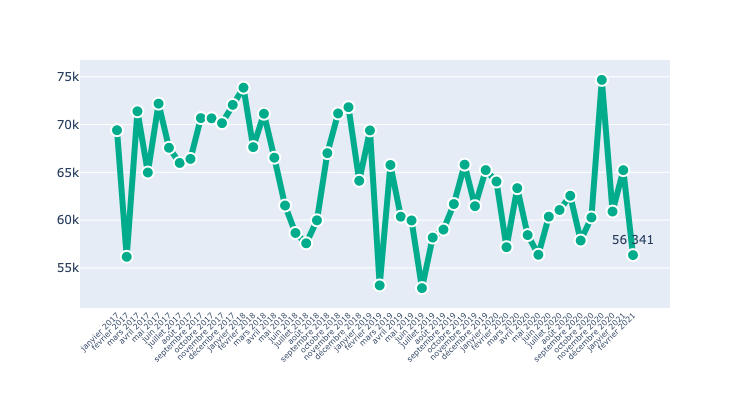 75k
70k
65k
60k
55k
56 341
janvier 2017
février 2017
mars 2017
avril 2017
mai 2017
juin 2017
juillet 2017
août 2017
septembre 2017
octobre 2017
novembre 2017
décembre 2017
janvier 2018
février 2018
mars 2018
avril 2018
mai 2018
juin 2018
juillet 2018
août 2018
septembre 2018
octobre 2018
novembre 2018
décembre 2018
janvier 2019
février 2019
mars 2019
avril 2019
mai 2019
juin 2019
juillet 2019
août 2019
septembre 2019
octobre 2019
novembre 2019
décembre 2019
janvier 2020
février 2020
mars 2020
avril 2020
mai 2020
juin 2020
juillet 2020
août 2020
septembre 2020
octobre 2020
novembre 2020
décembre 2020
janvier 2021
février 2021